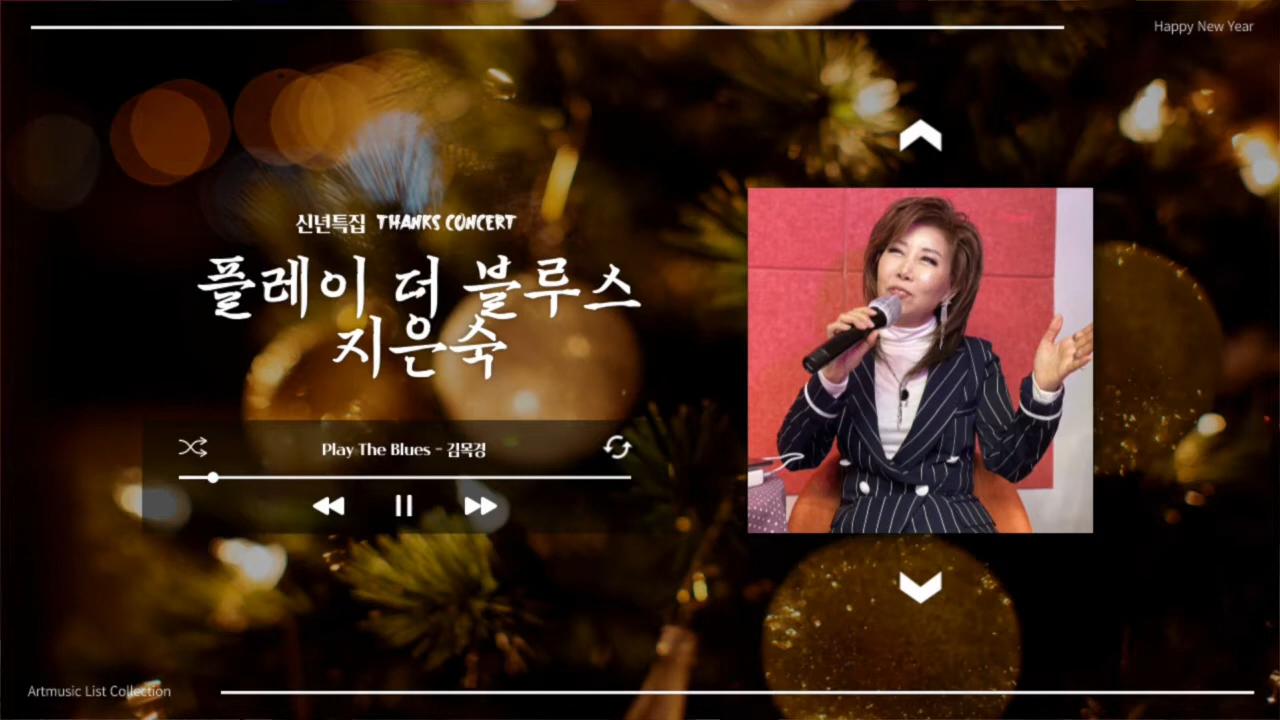 Happy New Year
신년특집 THANKS CONCERT
플레이 더 블루스
지은숙
Play The Blues - 김목경
Artmusic List Collection